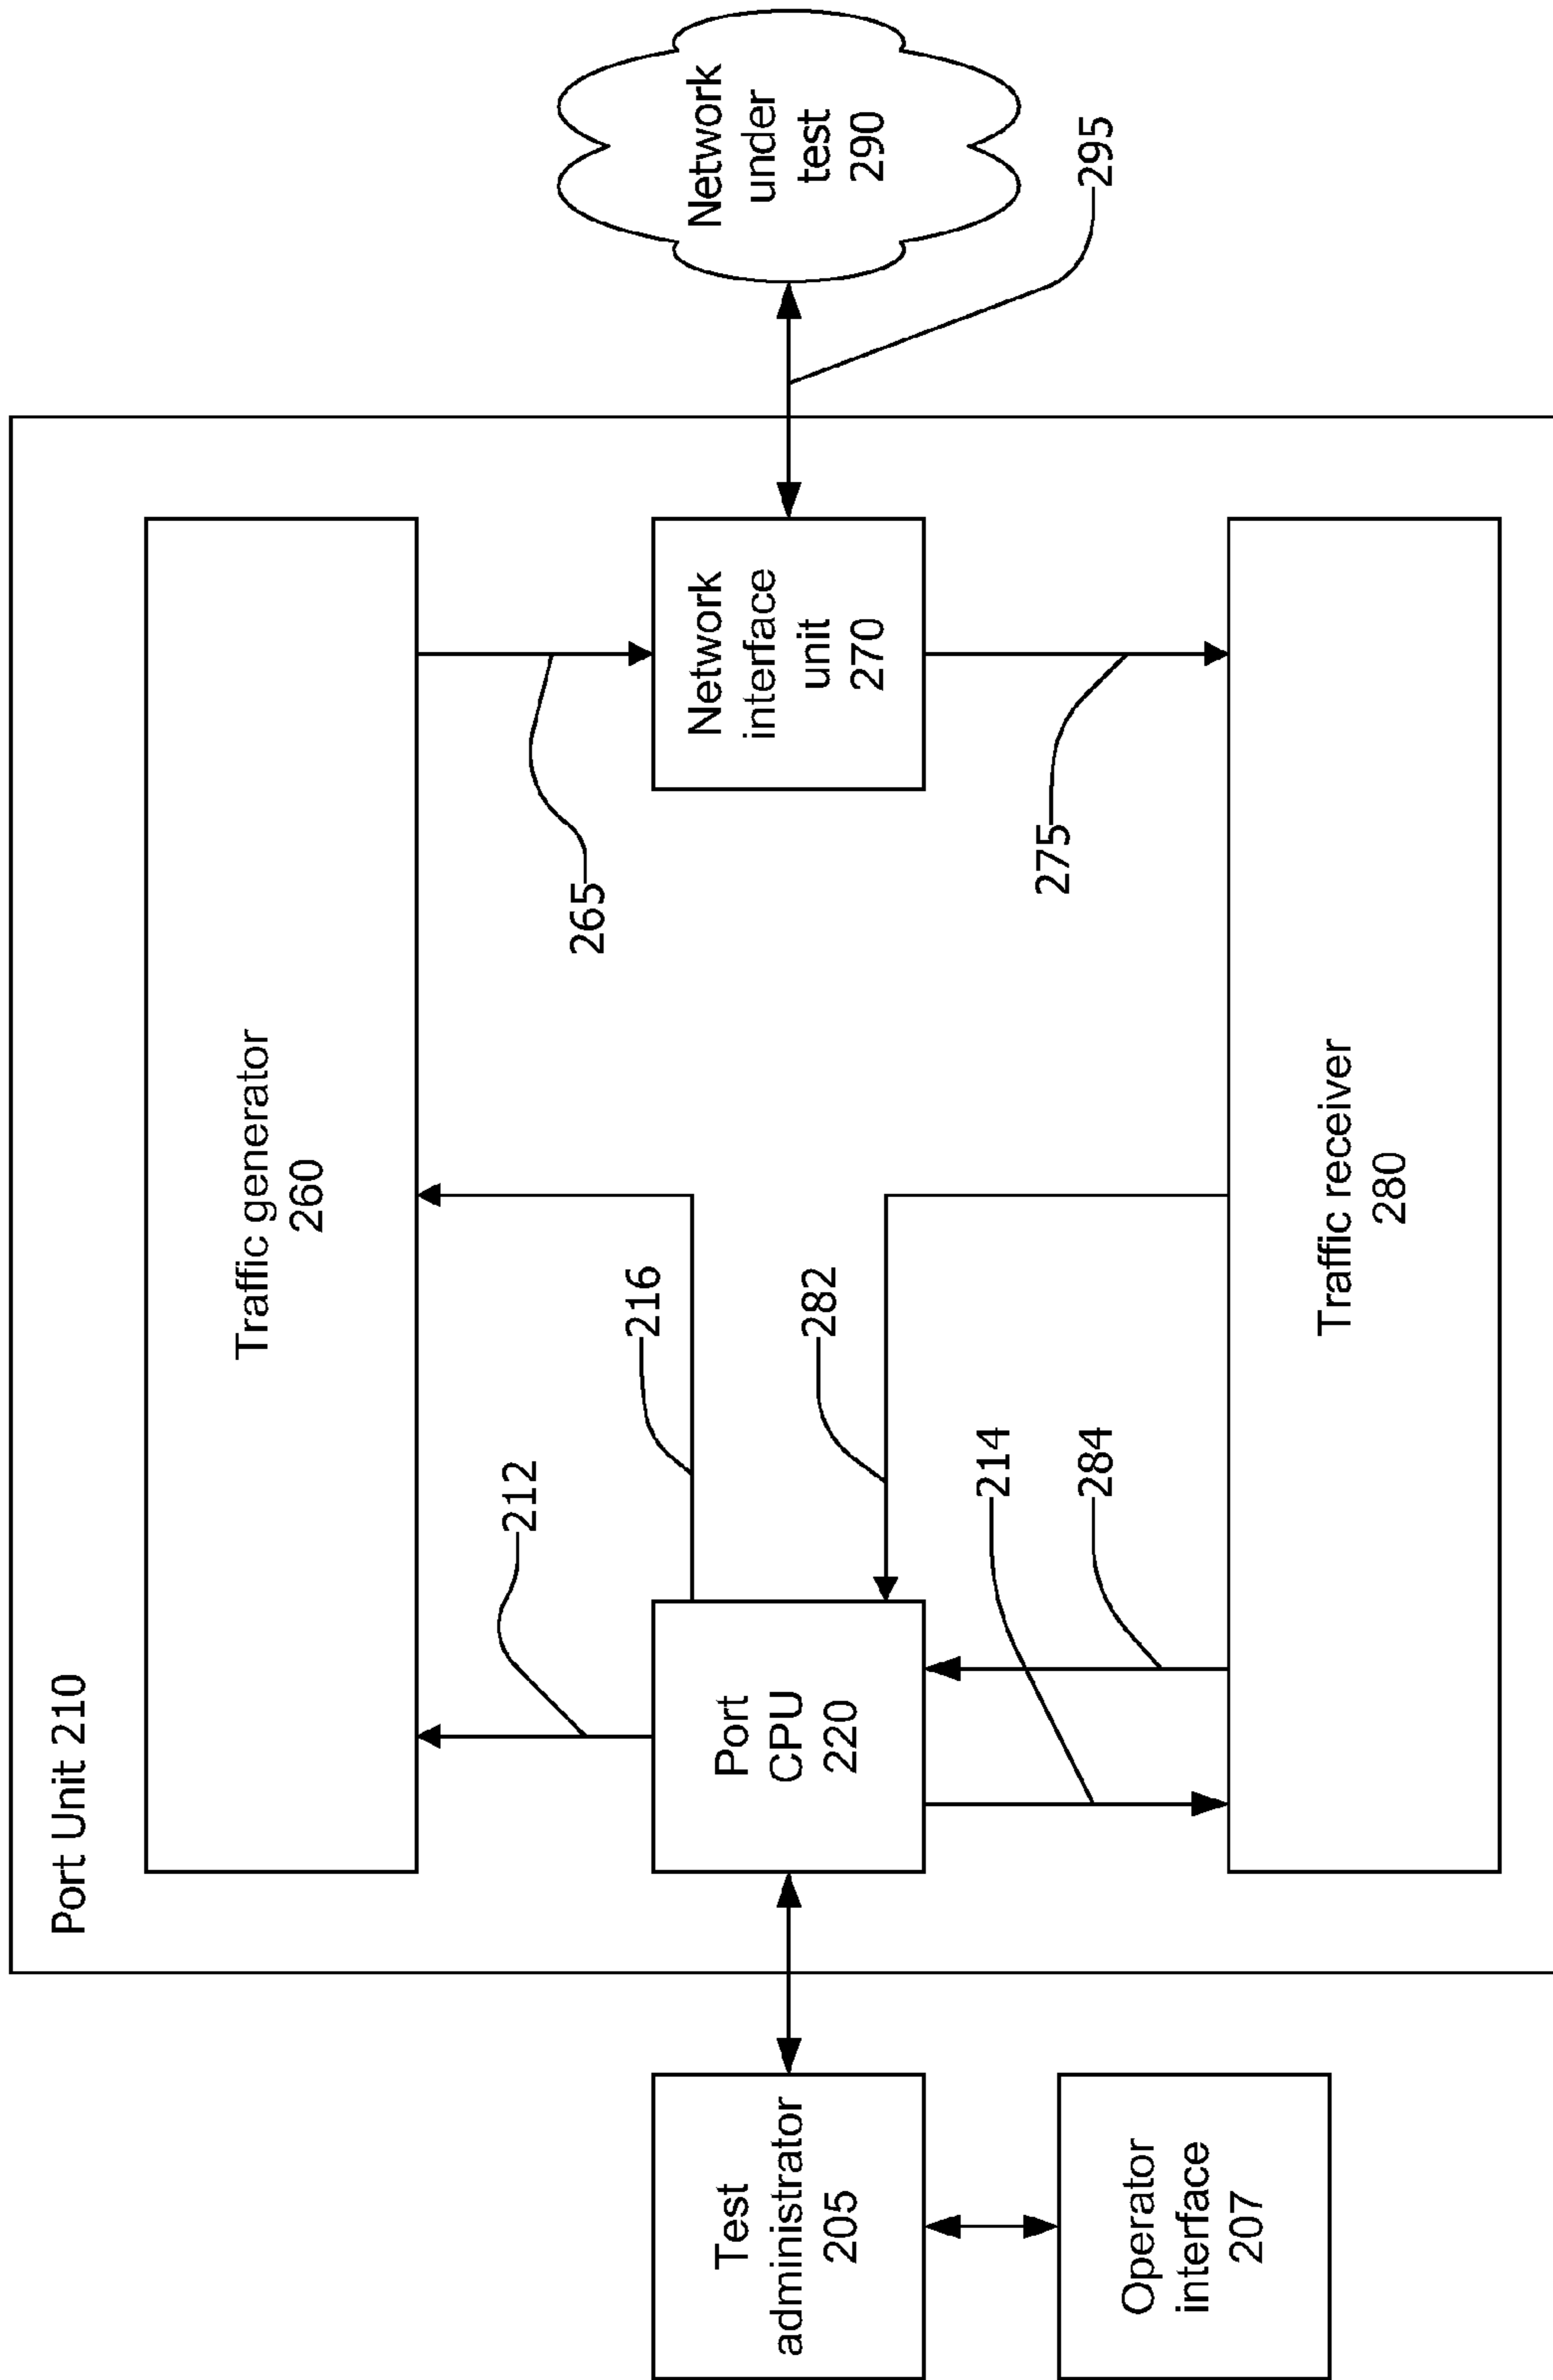 Port Unit 210
Traffic generator
260
212
216
265
Test
administrator
205
Port
CPU
220
Network
interface
unit
270
Network
under
test
290
282
214
284
275
295
Operator
interface
207
Traffic receiver
280